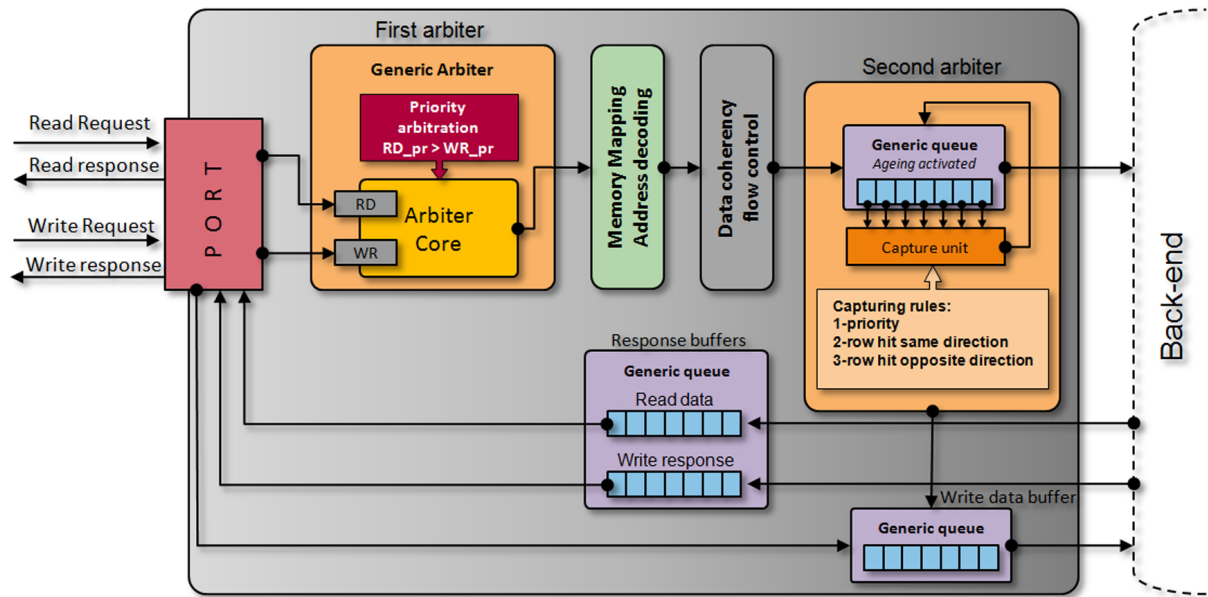 First arbiter
Generic Arbiter
Priority
arbitration
RD_pr > WR_pr
RD
WR
Arbiter
Core
Read Request
Read response
Write Request
Write response
PORT
Memory Mapping
Address decoding
Data coherency
flow control
Second arbiter
Generic queue
Ageing activated
Capture unit
Capturing rules:
1-priority
2-row hit same direction
3-row hit opposite direction
Back-end
Response buffers
Generic queue
Read data
Write response
Write data buffer
Generic queue